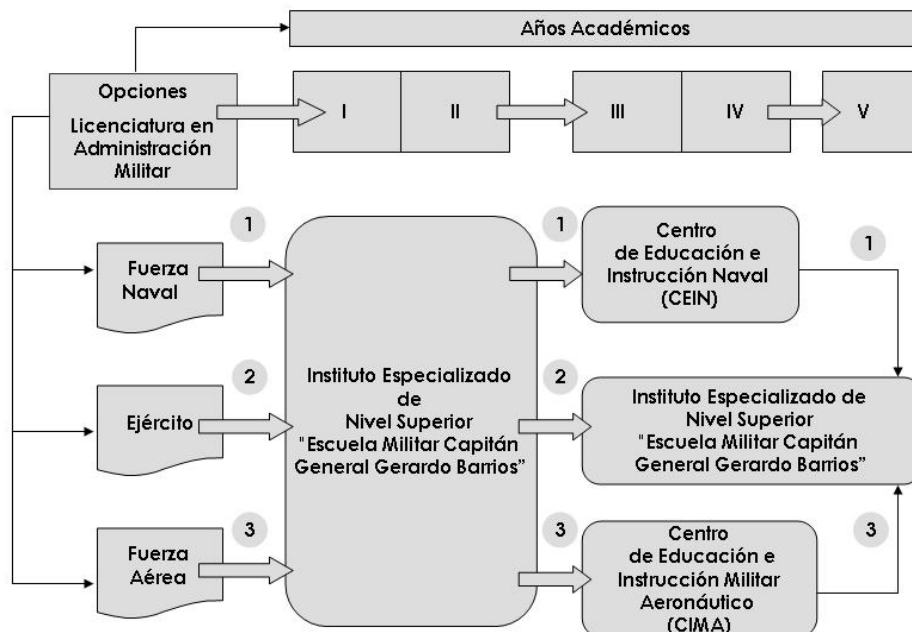 Años Académicos
Opciones
Licenciatura en
Administración
Militar
I
II
III
IV
V
1
1
Centro
de Educación e
Instrucción Naval
(CEIN)
1
Fuerza
Naval
2
2
Ejército
Instituto Especializado
de
Nivel Superior
"Escuela Militar Capitán
General Gerardo Barrios"
Instituto Especializado de
Nivel Superior
"Escuela Militar Capitán
General Gerardo Barrios"
3
3
3
Fuerza
Aérea
Centro
de Educación e
Instrucción Militar
Aeronáutico
(CIMA)